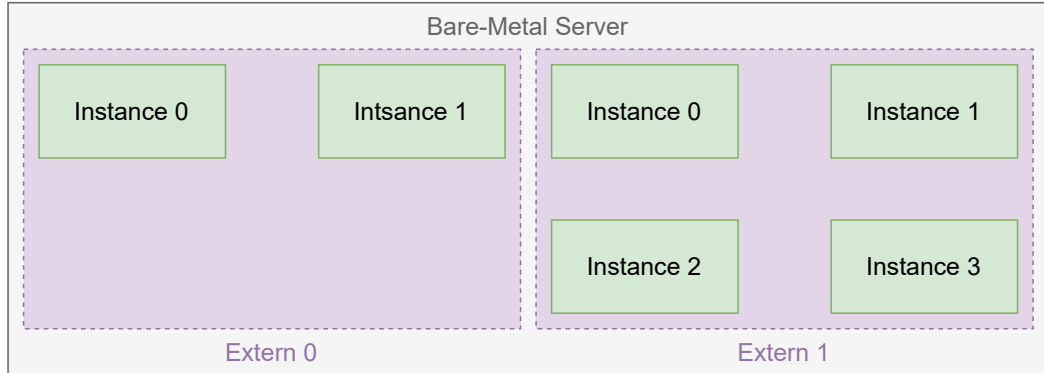 Bare-Metal Server
Instance 0
Intsance 1
Instance 0
Instance 1
Instance 2
Instance 3
Extern 0
Extern 1